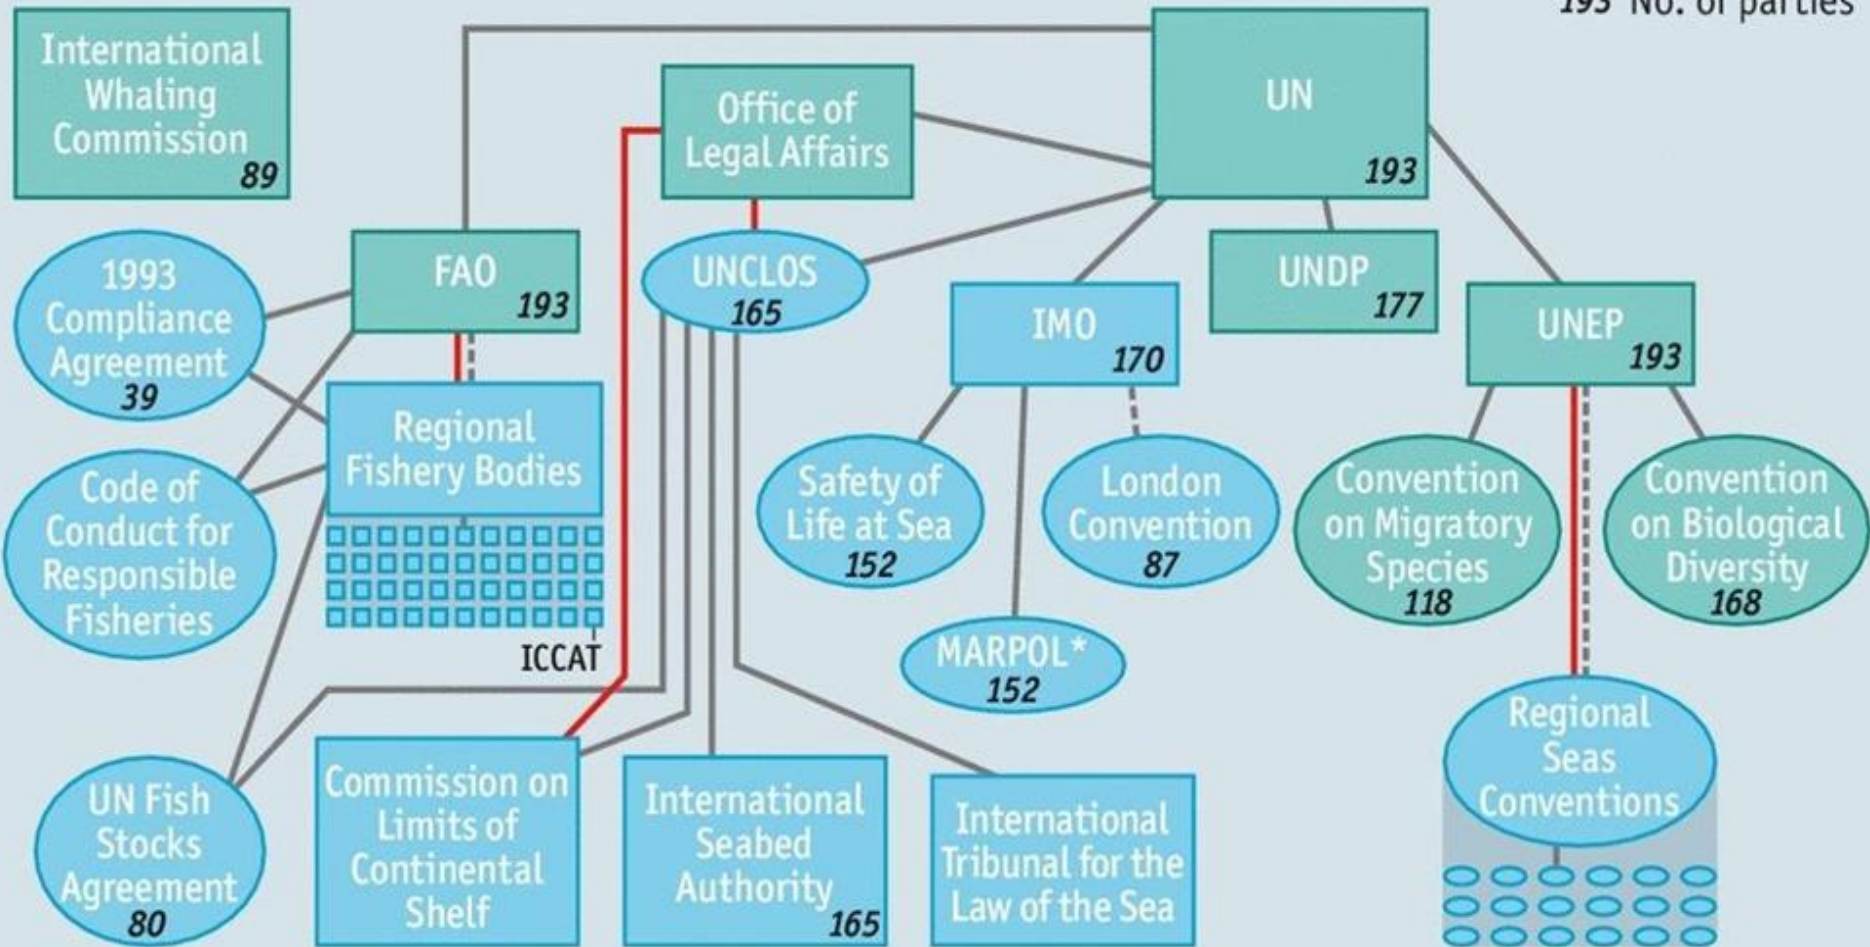 193 No. of parties
International
Whaling
Commission
89
Office of
Legal Affairs
UN
193
1993
Compliance
Agreement
39
FAO
193
UNCLOS
165
IMO
170
UNDP
177
UNEP
193
Regional
Fishery Bodies
Code of
Conduct for
Responsible
Fisheries
ICCAT
Safety of
Life at Sea
152
London
Convention
87
MARPOL*
152
Convention
on Migratory
Species
118
Convention
on Biological
Diversity
168
UN Fish
Stocks
Agreement
80
Commission on
Limits of
Continental
Shelf
International
Seabed
Authority
165
International
Tribunal for the
Law of the Sea
Regional
Seas
Conventions